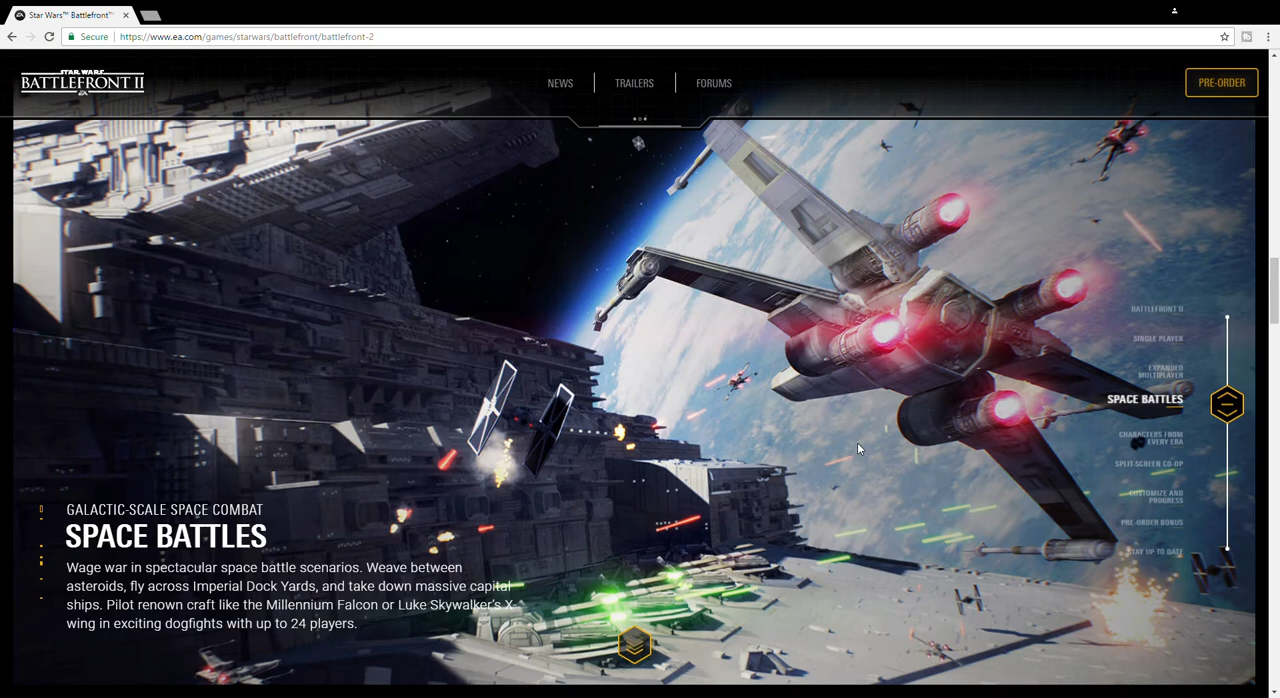 Star Wars™ Battlefront™
Secure
https://www.ea.com/games/starwars/battlefront/battlefront-2
STAR WARS
BATTLEFRONT II
EA
NEWS
TRAILERS
FORUMS
PRE-ORDER
BATTLEFRONT II
SINGLE PLAYER
EXPANDED
MULTIPLAYER
SPACE BATTLES
CHARACTERS FROM
EVERY ERA
SPLIT-SCREEN CO-OP
CUSTOMIZE AND
PROGRESS
PRE-ORDER BONUS
STAY UP TO DATE
GALACTIC-SCALE SPACE COMBAT
SPACE BATTLES
Wage war in spectacular space battle scenarios. Weave between
asteroids, fly across Imperial Dock Yards, and take down massive capital
ships. Pilot renown craft like the Millennium Falcon or Luke Skywalker's X-
wing in exciting dogfights with up to 24 players.